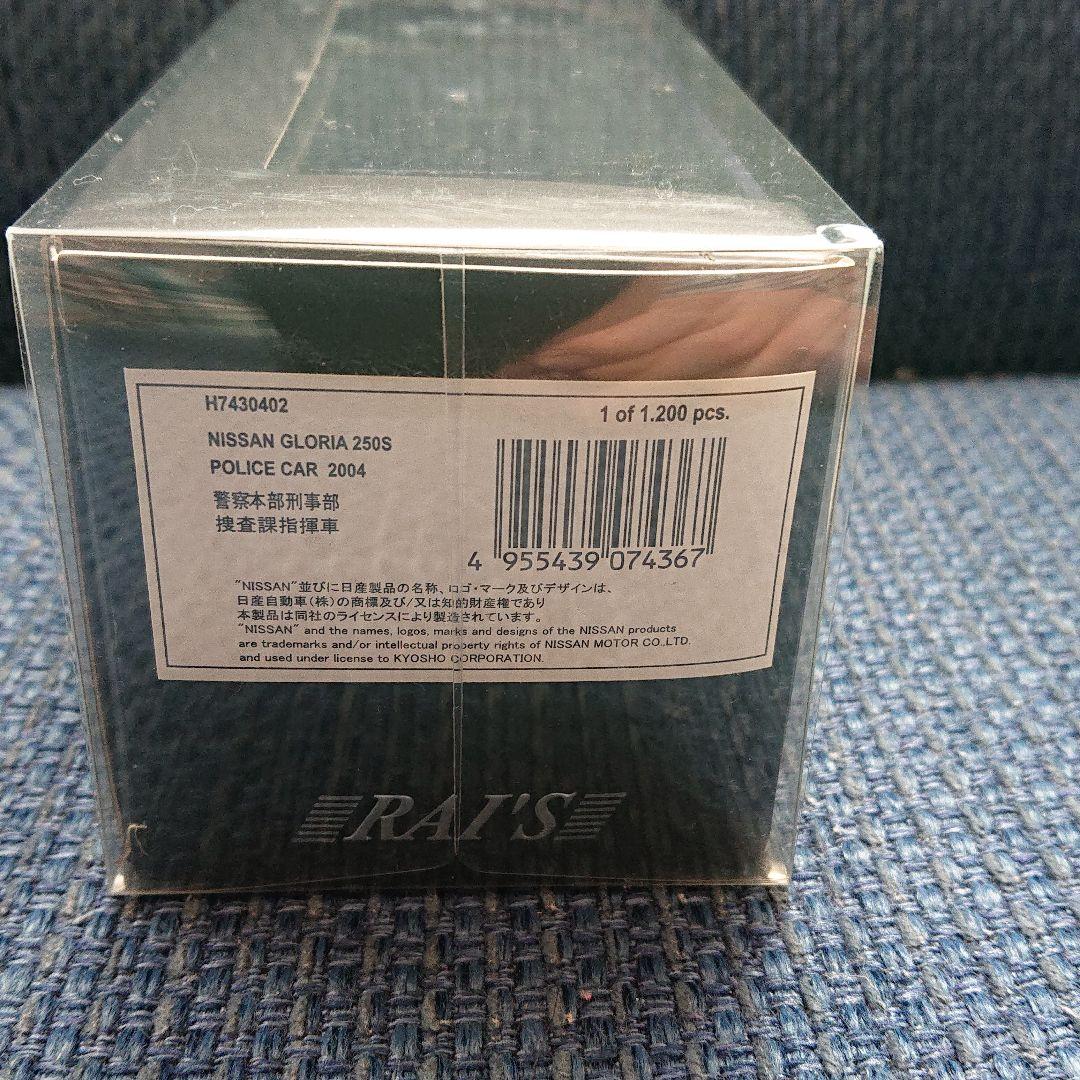 H7430402
1 of 1.200 pcs.
NISSAN GLORIA 250S
POLICE CAR 2004
警察本部刑事部
捜査課指揮車
4 955439 074367
"NISSAN"並びに日産製品の名称、ロゴ・マーク及びデザインは、
日産自動車(株)の商標及び/又は知的財産権であり
本製品は同社のライセンスにより製造されています。
"NISSAN" and the names, logos, marks and designs of the NISSAN products
are trademarks and/or intellectual property rights of NISSAN MOTOR CO.,LTD.
and used under license to KYOSHO CORPORATION.
RAI'S